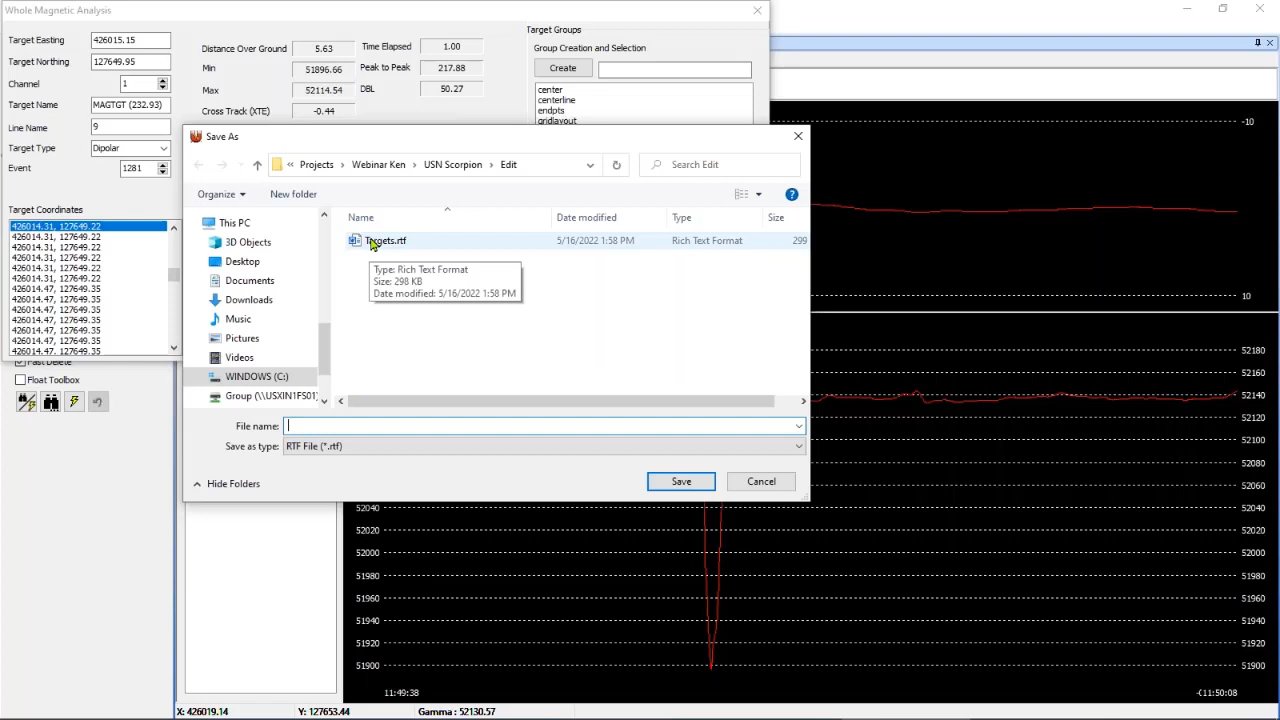 Whole Magnetic Analysis
Target Easting 426015.15
Target Northing 127649.95
Channel 1
Target Name MAGTGT (232.93)
Line Name 9
Target Type Dipolar
Event 1281
Distance Over Ground 5.63
Min 51896.66
Max 52114.54
Cross Track (XTE) -0.44
Time Elapsed 1.00
Peak to Peak 217.88
DBL 50.27
Target Groups
Group Creation and Selection
Create
center
centerline
endpts
gridlayout
Target Coordinates
426014.31, 127649.22
426014.31, 127649.22
426014.31, 127649.22
426014.31, 127649.22
426014.31, 127649.22
426014.31, 127649.22
426014.47, 127649.35
426014.47, 127649.35
426014.47, 127649.35
426014.47, 127649.35
426014.47, 127649.35
426014.47, 127649.35
426014.47, 127649.35
Fast Delete
Float Toolbox
Save As
« Projects > Webinar Ken > USN Scorpion > Edit
Search Edit
Organize
New folder
This PC
3D Objects
Desktop
Documents
Downloads
Music
Pictures
Videos
WINDOWS (C:)
Group (\\USXIN1FS01)
Name Date modified Type Size
Targets.rtf 5/16/2022 1:58 PM Rich Text Format 299
Type: Rich Text Format
Size: 298 KB
Date modified: 5/16/2022 1:58 PM
File name:
Save as type: RTF File (*.rtf)
Hide Folders
Save
Cancel
-10
10
52180
52160
52140
52120
52100
52080
52060
52040 52040
52020 52020
52000 52000
51980 51980
51960 51960
51940 51940
51920 51920
51900 51900
11:49:38 -(11:50:08
X: 426019.14 Y: 127653.44 Gamma : 52130.57